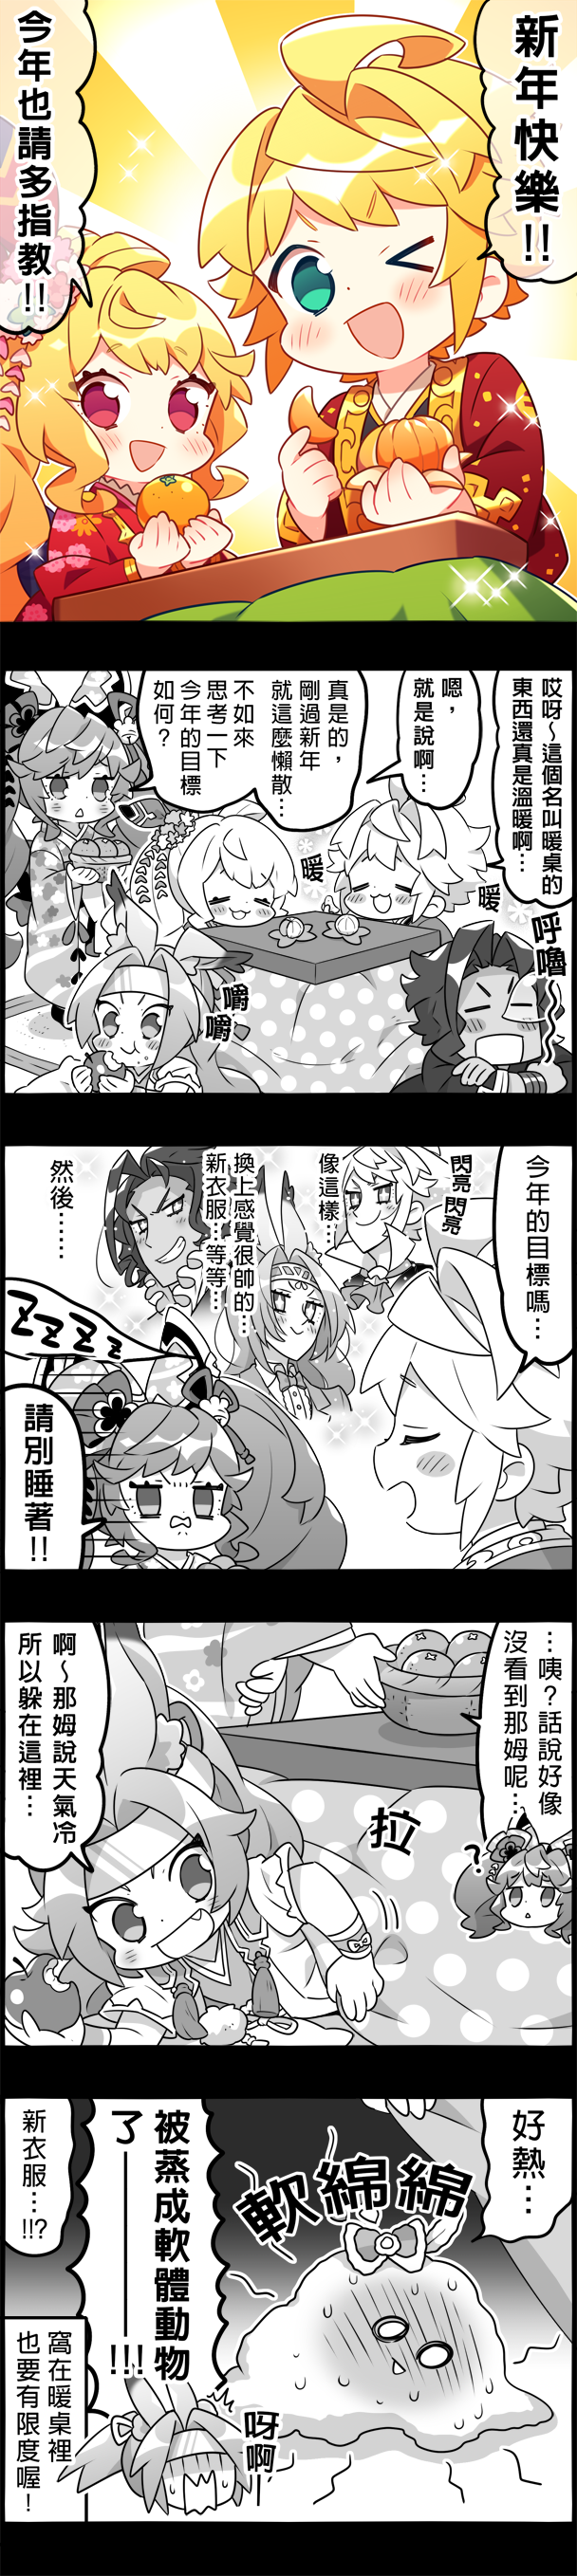 新年快樂!!
今年也請多指教!!
哎呀～這個名叫暖桌的
東西還真是溫暖啊…
嗯，
就是說啊…
真是的，
剛過新年
就這麼懶散…
不如來
思考一下
今年的目標
如何？
暖
暖
呼嚕～
嚼
嚼
今年的目標嗎…
閃亮
閃亮
像這樣…
換上感覺很帥的…
新衣服…等等…
然後……
ZZZZZ
請別睡著!!
…咦？話說好像
沒看到那姆呢…
?
拉
啊～那姆說天氣冷
所以躲在這裡…
好熱…
軟綿綿
被蒸成軟體動物
了——!!!
呀啊—
新衣服…!!?
窩在暖桌裡
也要有限度喔！